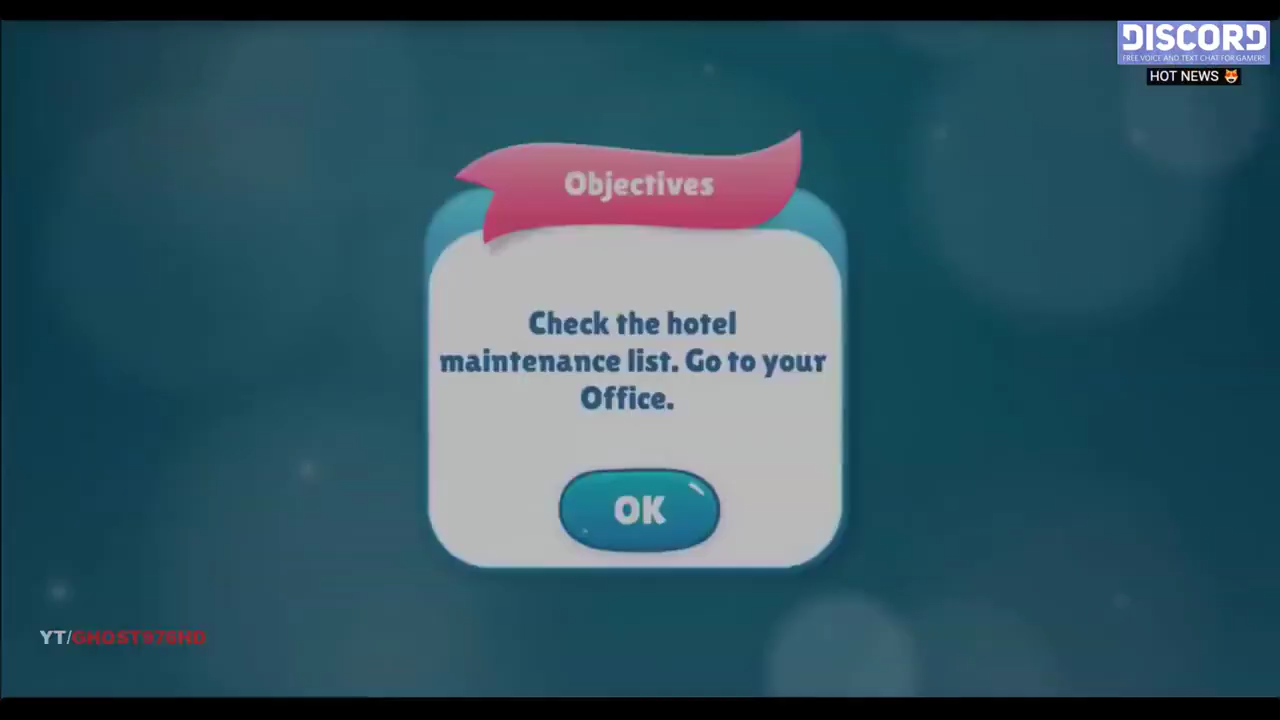 DISCORD
FREE VOICE AND TEXT CHAT FOR GAMERS
HOT NEWS
Objectives
Check the hotel
maintenance list. Go to your
Office.
OK
YT/GHOST978HD